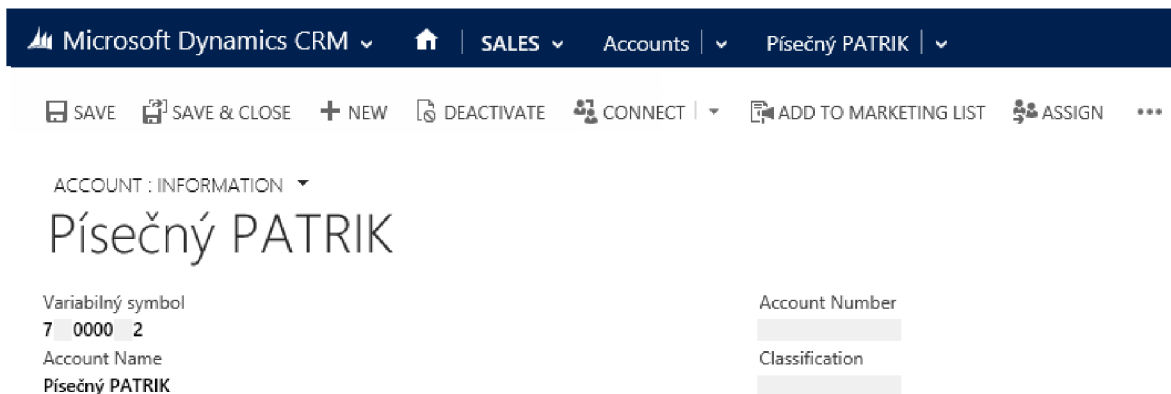 Microsoft Dynamics CRM SALES Accounts Písečný PATRIK
SAVE SAVE & CLOSE NEW DEACTIVATE CONNECT ADD TO MARKETING LIST ASSIGN •••
ACCOUNT : INFORMATION
Písečný PATRIK
Variabilný symbol Account Number
7 0000 2
Account Name Classification
Písečný PATRIK